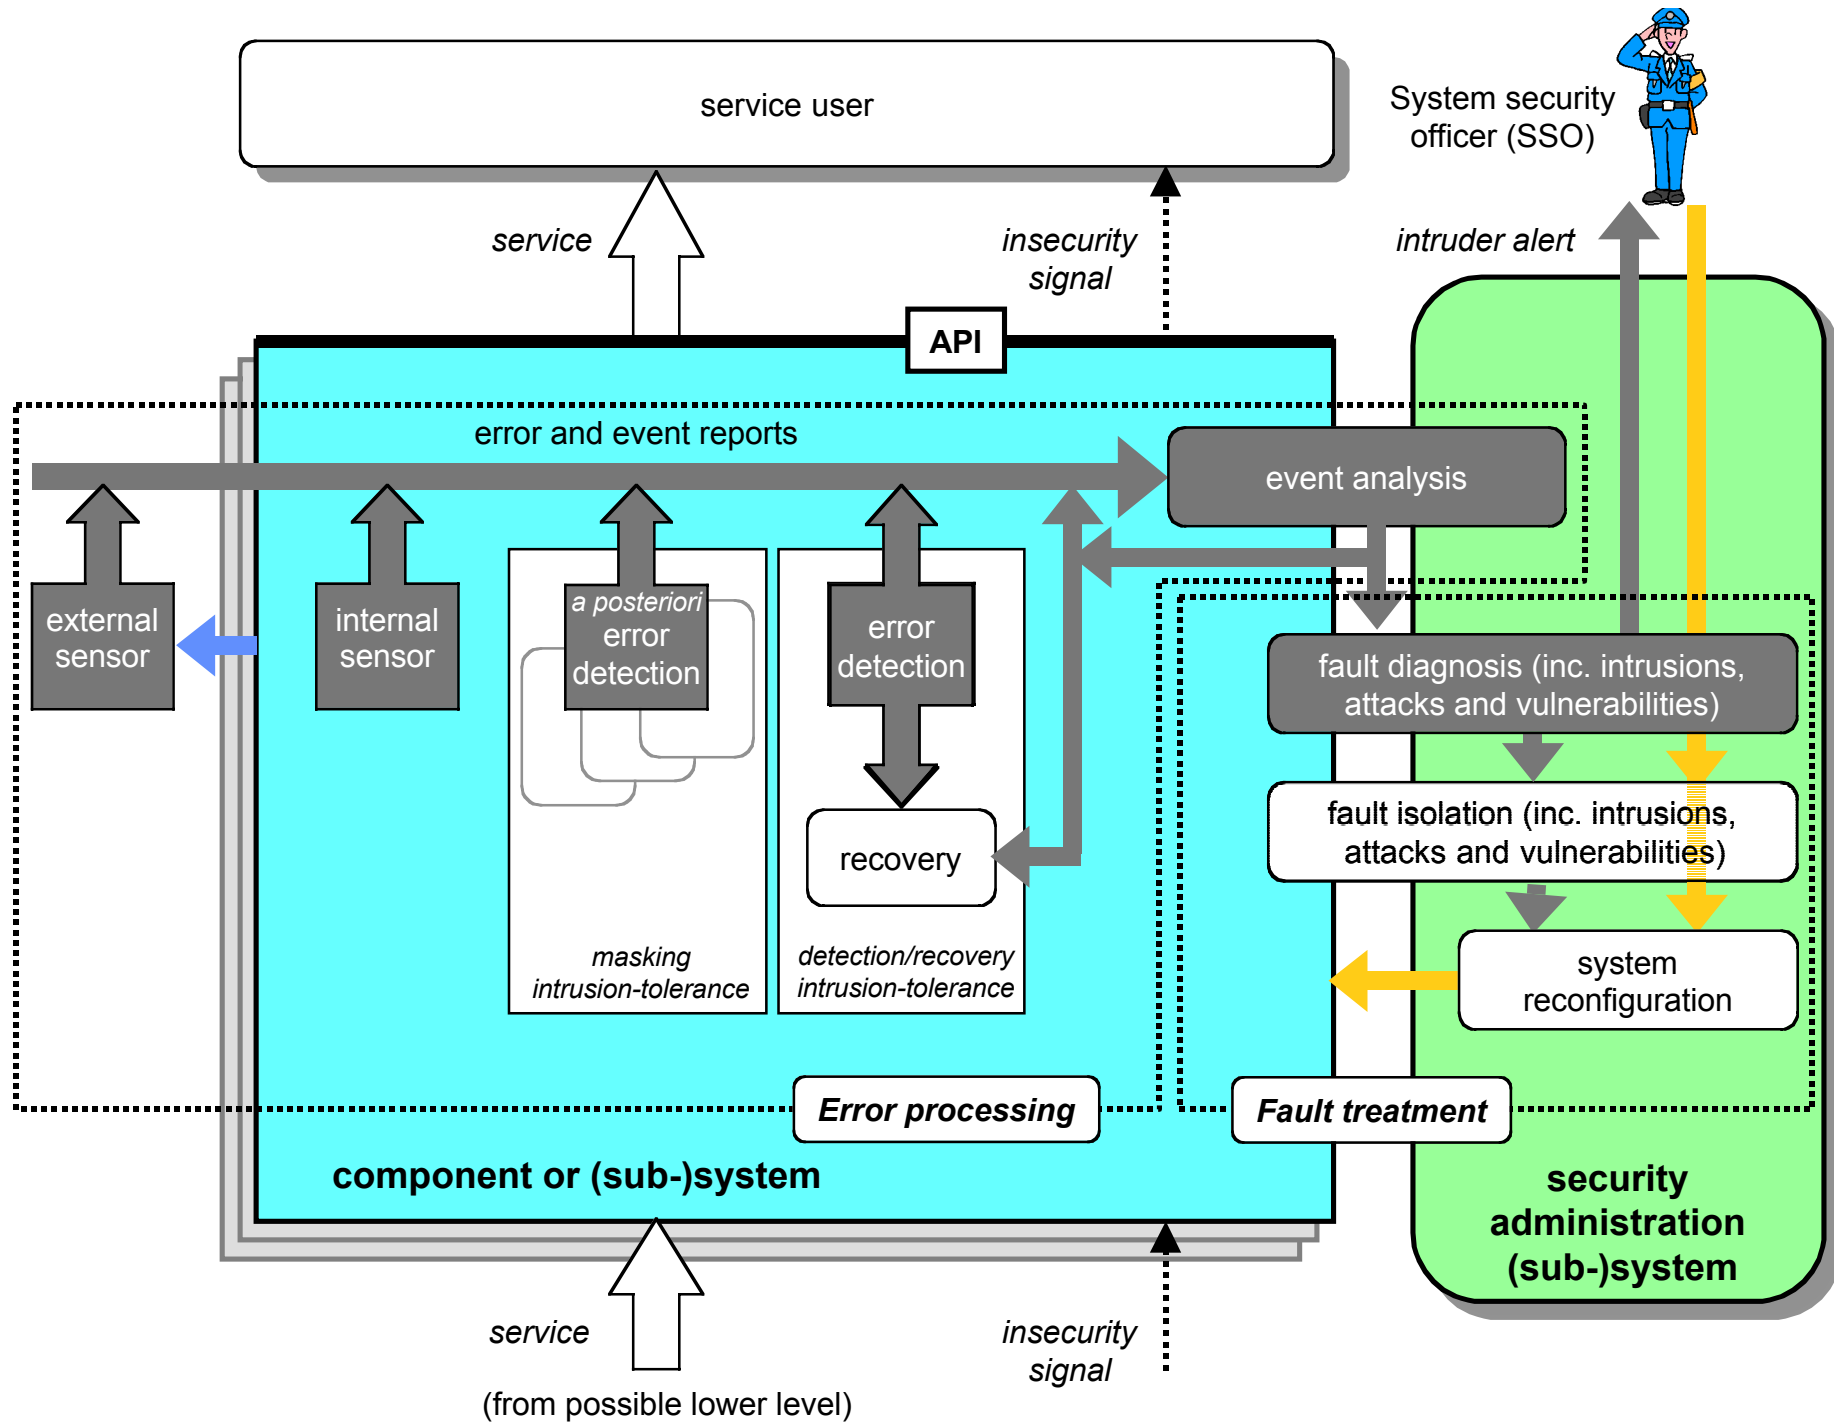 service user
System security
officer (SSO)
service
insecurity
signal
intruder alert
API
error and event reports
event analysis
external
sensor
internal
sensor
a posteriori
error
detection
error
detection
fault diagnosis (inc. intrusions,
attacks and vulnerabilities)
fault isolation (inc. intrusions,
attacks and vulnerabilities)
recovery
masking
intrusion-tolerance
detection/recovery
intrusion-tolerance
system
reconfiguration
Error processing
Fault treatment
component or (sub-)system
security
administration
(sub-)system
service
insecurity
signal
(from possible lower level)